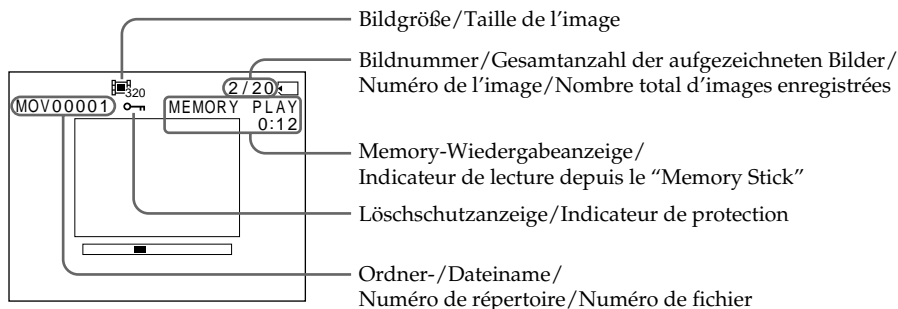 Bildgröße/Taille de l’image
Bildnummer/Gesamtanzahl der aufgezeichneten Bilder/
Numéro de l’image/Nombre total d’images enregistrées
320
2/20
MOV00001
MEMORY PLAY
0:12
Memory-Wiedergabeanzeige/
Indicateur de lecture depuis le “Memory Stick”
Löschschutzanzeige/Indicateur de protection
Ordner-/Dateiname/
Numéro de répertoire/Numéro de fichier